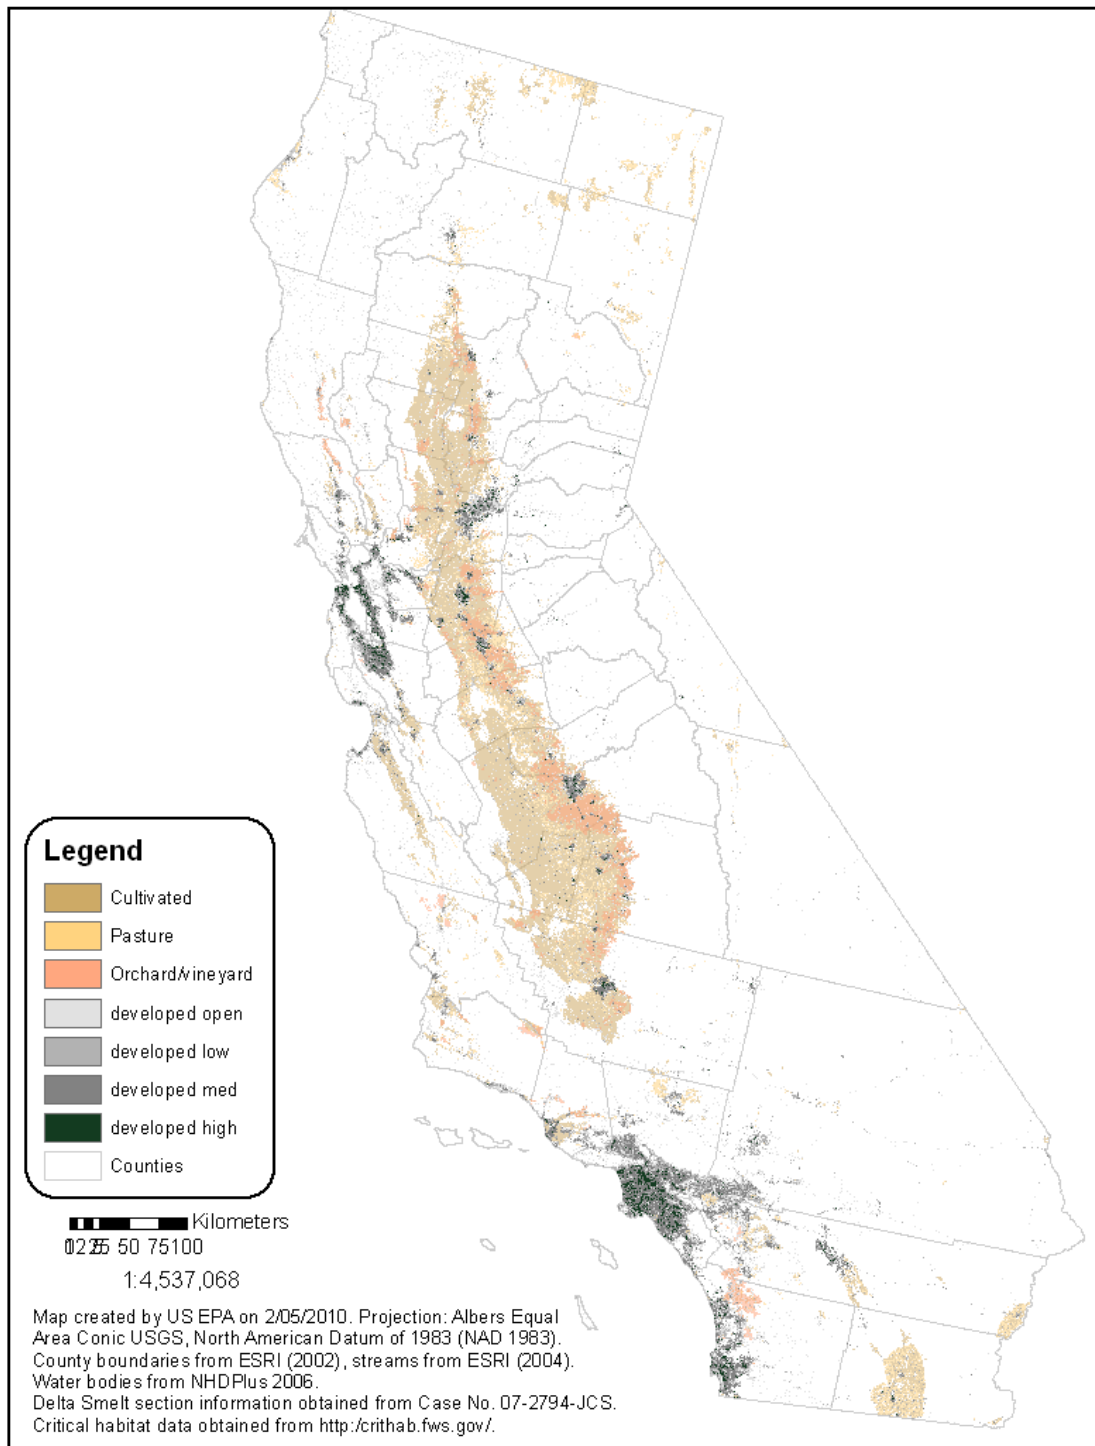 Legend
Cultivated
Pasture
Orchard/vineyard
developed open
developed low
developed med
developed high
Counties
Kilometers
50 75100
1:4,537,068
Map created by US EPA on 2/05/2010. Projection: Albers Equal
Area Conic USGS, North American Datum of 1983 (NAD 1983).
County boundaries from ESRI (2002), streams from ESRI (2004).
Water bodies from NHDPlus 2006.
Delta Smelt section information obtained from Case No. 07-2794-JCS.
Critical habitat data obtained from http:/crithab.fws.gov/.